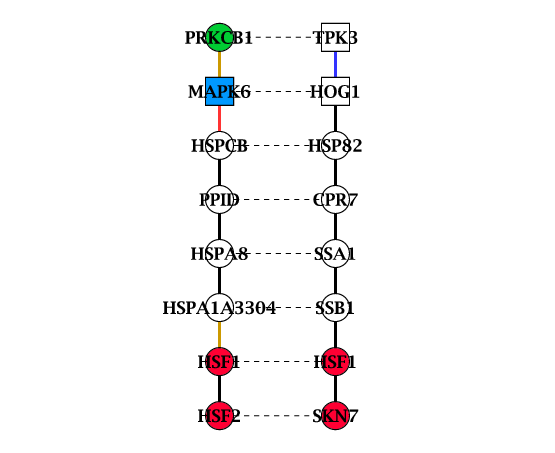 PRKCB1 TPK3
MAPK6 HOG1
HSPCB HSP82
PPID CPR7
HSPA8 SSA1
HSPA1A3304 SSB1
HSF1 HSF1
HSF2 SKN7